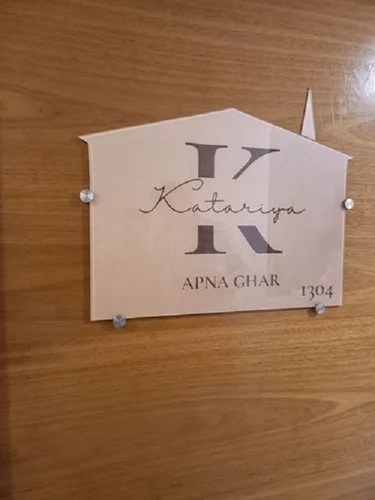 K
Katariya
APNA GHAR
1304